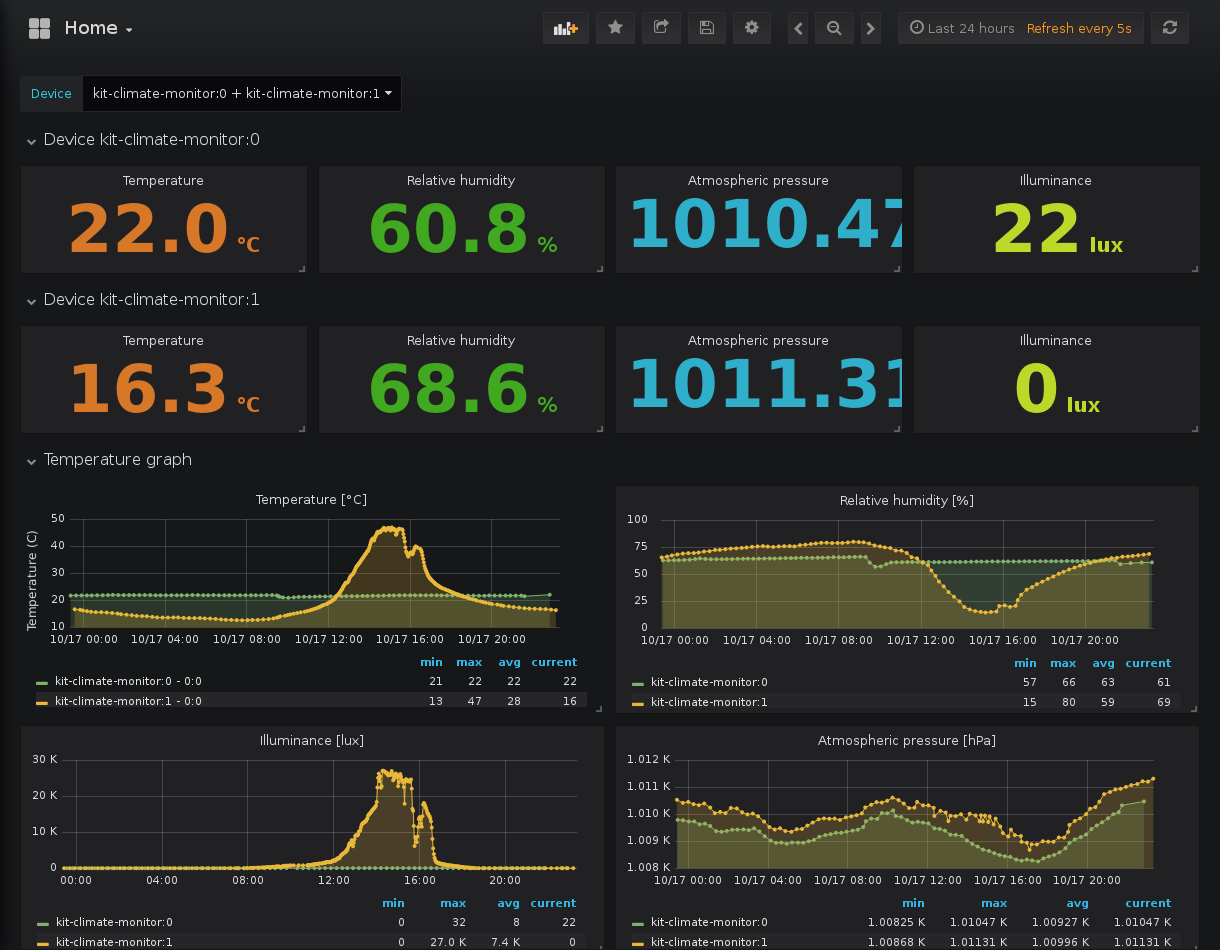 Home
Last 24 hours Refresh every 5s
Device kit-climate-monitor:0 + kit-climate-monitor:1
Device kit-climate-monitor:0
Temperature Relative humidity Atmospheric pressure Illuminance
22.0 °C 60.8 % 1010.47 22 lux
Device kit-climate-monitor:1
Temperature Relative humidity Atmospheric pressure Illuminance
16.3 °C 68.6 % 1011.31 0 lux
Temperature graph
Temperature [°C]
Temperature (C)
50
40
30
20
10
10/17 00:00 10/17 04:00 10/17 08:00 10/17 12:00 10/17 16:00 10/17 20:00
min max avg current
kit-climate-monitor:0 - 0:0 21 22 22 22
kit-climate-monitor:1 - 0:0 13 47 28 16
Relative humidity [%]
100
75
50
25
0
10/17 00:00 10/17 04:00 10/17 08:00 10/17 12:00 10/17 16:00 10/17 20:00
min max avg current
kit-climate-monitor:0 57 66 63 61
kit-climate-monitor:1 15 80 59 69
Illuminance [lux]
30 K
20 K
10 K
0
00:00 04:00 08:00 12:00 16:00 20:00
min max avg current
kit-climate-monitor:0 0 32 8 22
kit-climate-monitor:1 0 27.0 K 7.4 K 0
Atmospheric pressure [hPa]
1.012 K
1.011 K
1.010 K
1.009 K
1.008 K
10/17 00:00 10/17 04:00 10/17 08:00 10/17 12:00 10/17 16:00 10/17 20:00
min max avg current
kit-climate-monitor:0 1.00825 K 1.01047 K 1.00927 K 1.01047 K
kit-climate-monitor:1 1.00868 K 1.01131 K 1.00996 K 1.01131 K